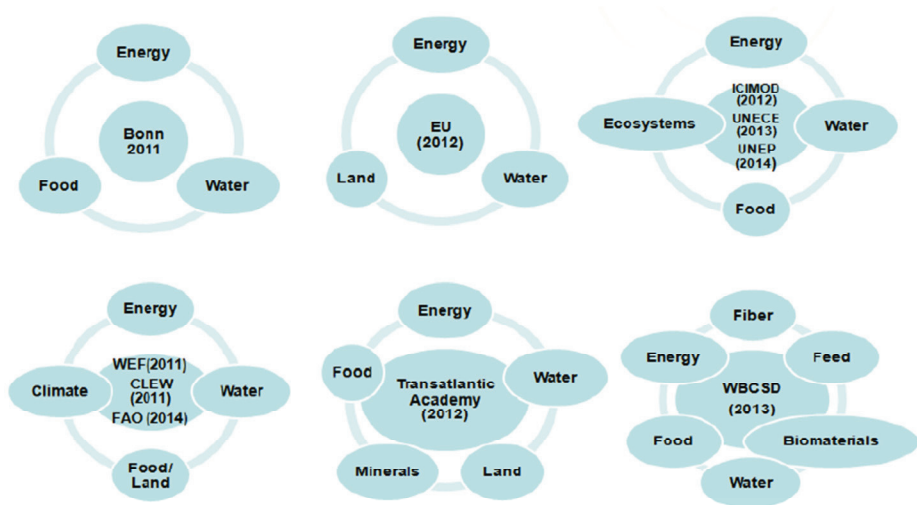 Energy
Bonn
2011
Food
Water
Energy
EU
(2012)
Land
Water
Energy
ICIMOD
(2012)
UNECE
(2013)
UNEP
(2014)
Ecosystems
Water
Food
Energy
WEF(2011)
CLEW
(2011)
FAO (2014)
Climate
Water
Food/
Land
Energy
Food
Transatlantic
Academy
(2012)
Water
Minerals
Land
Fiber
Energy
Feed
WBCSD
(2013)
Food
Biomaterials
Water